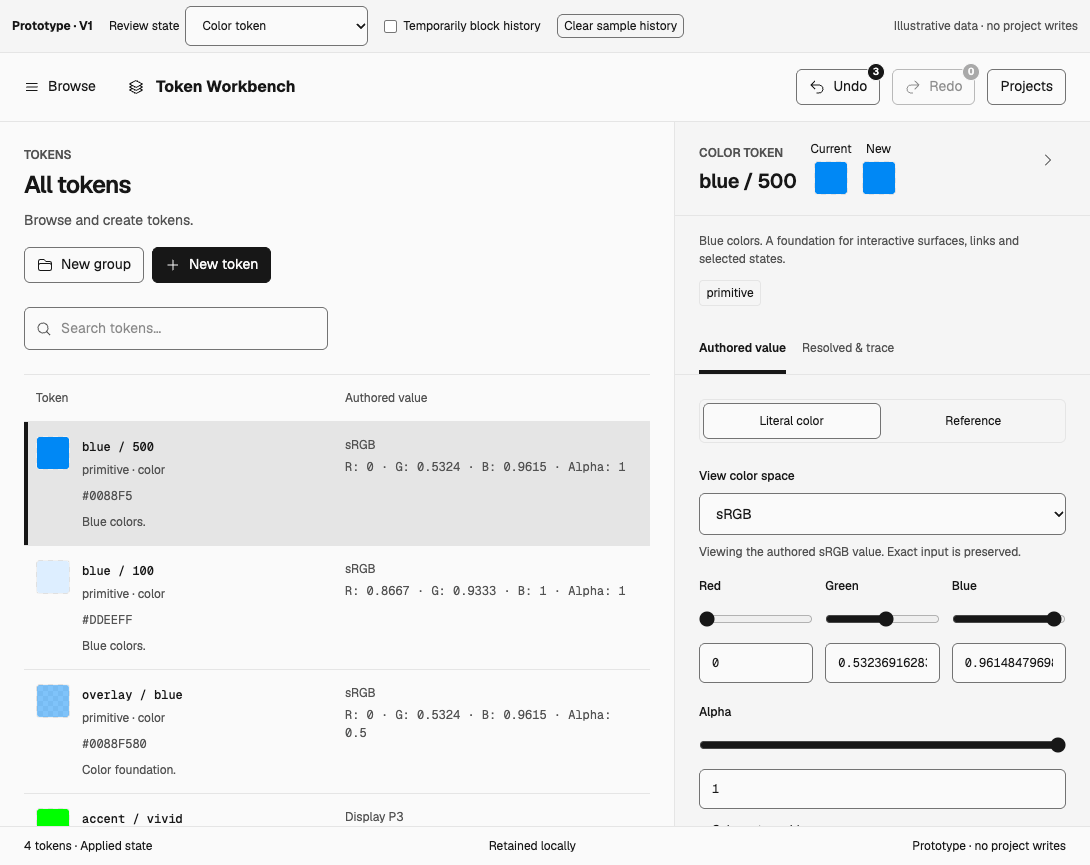 Prototype · V1
Review state
Color token
Temporarily block history
Clear sample history
Illustrative data · no project writes
Browse
Token Workbench
Undo
3
Redo
0
Projects
TOKENS
All tokens
Browse and create tokens.
New group
New token
Search tokens…
Token
Authored value
blue / 500
primitive · color
#0088F5
Blue colors.
sRGB
R: 0 · G: 0.5324 · B: 0.9615 · Alpha: 1
blue / 100
primitive · color
#DDEEFF
Blue colors.
sRGB
R: 0.8667 · G: 0.9333 · B: 1 · Alpha: 1
overlay / blue
primitive · color
#0088F580
Color foundation.
sRGB
R: 0 · G: 0.5324 · B: 0.9615 · Alpha:
0.5
accent / vivid
Display P3
COLOR TOKEN
blue / 500
Current
New
Blue colors. A foundation for interactive surfaces, links and
selected states.
primitive
Authored value
Resolved & trace
Literal color
Reference
View color space
sRGB
Viewing the authored sRGB value. Exact input is preserved.
Red
Green
Blue
0
0.53236916283
0.9614847969
Alpha
1
4 tokens · Applied state
Retained locally
Prototype · no project writes